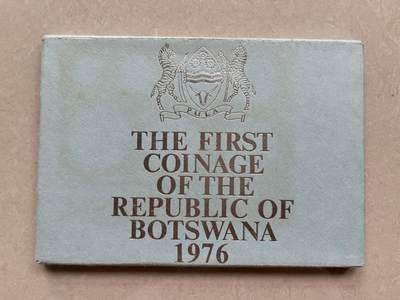 PULA
THE FIRST
COINAGE
OF THE
REPUBLIC OF
BOTSWANA
1976